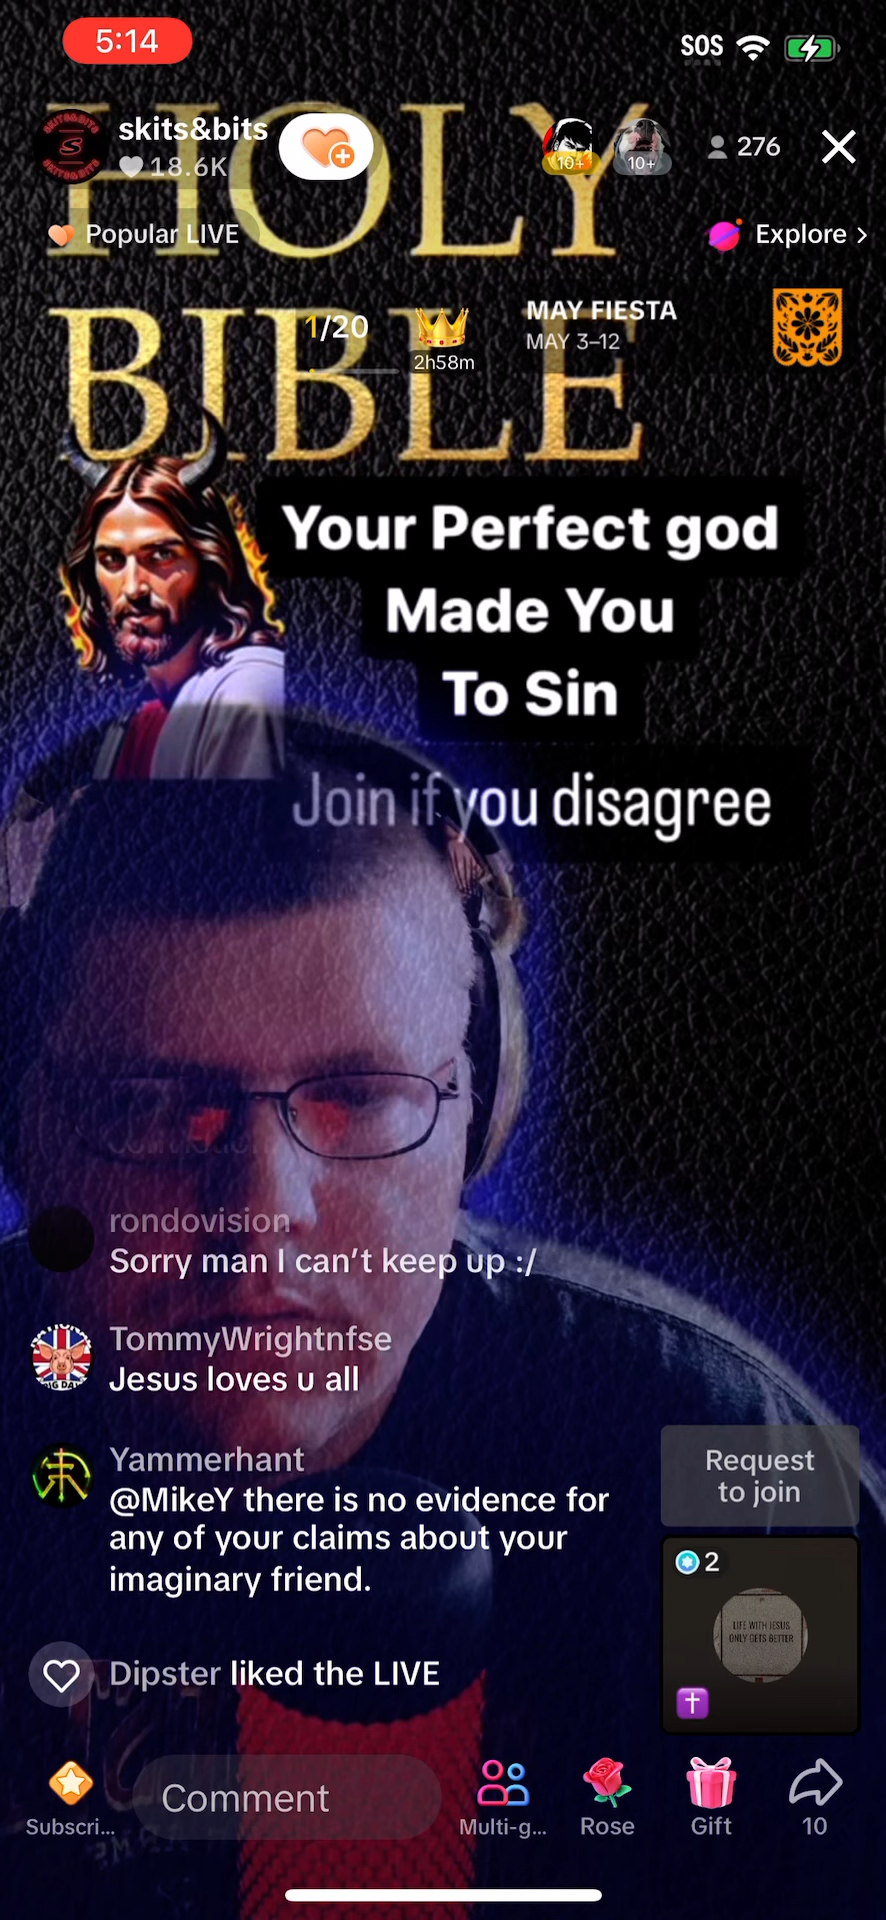 5:14
SOS
HOLY
BIBLE
skits&bits
18.6K
10+
10+
276
Popular LIVE
Explore >
1/20
2h58m
MAY FIESTA
MAY 3–12
Your Perfect god
Made You
To Sin
Join if you disagree
rondovision
Sorry man I can't keep up :/
TommyWrightnfse
Jesus loves u all
Yammerhant
@MikeY there is no evidence for
any of your claims about your
imaginary friend.
Dipster liked the LIVE
Request
to join
2
LIFE WITH JESUS
ONLY GETS BETTER
Subscri...
Comment
Multi-g...
Rose
Gift
10